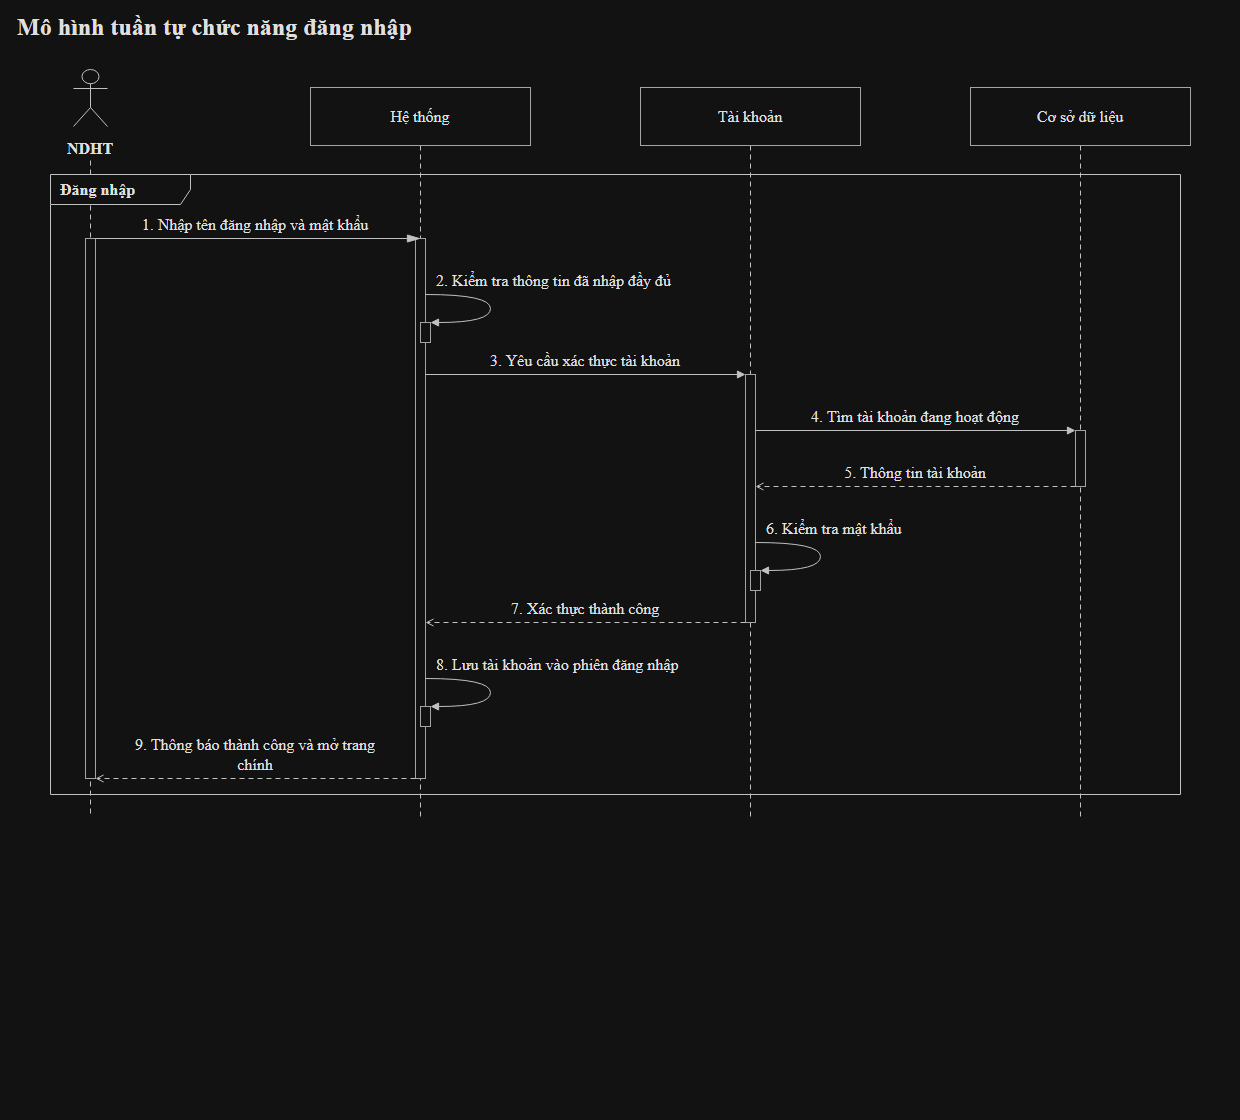 Mô hình tuần tự chức năng đăng nhập
NDHT
Hệ thống
Tài khoản
Cơ sở dữ liệu
Đăng nhập
1. Nhập tên đăng nhập và mật khẩu
2. Kiểm tra thông tin đã nhập đầy đủ
3. Yêu cầu xác thực tài khoản
4. Tìm tài khoản đang hoạt động
5. Thông tin tài khoản
6. Kiểm tra mật khẩu
7. Xác thực thành công
8. Lưu tài khoản vào phiên đăng nhập
9. Thông báo thành công và mở trang
chính